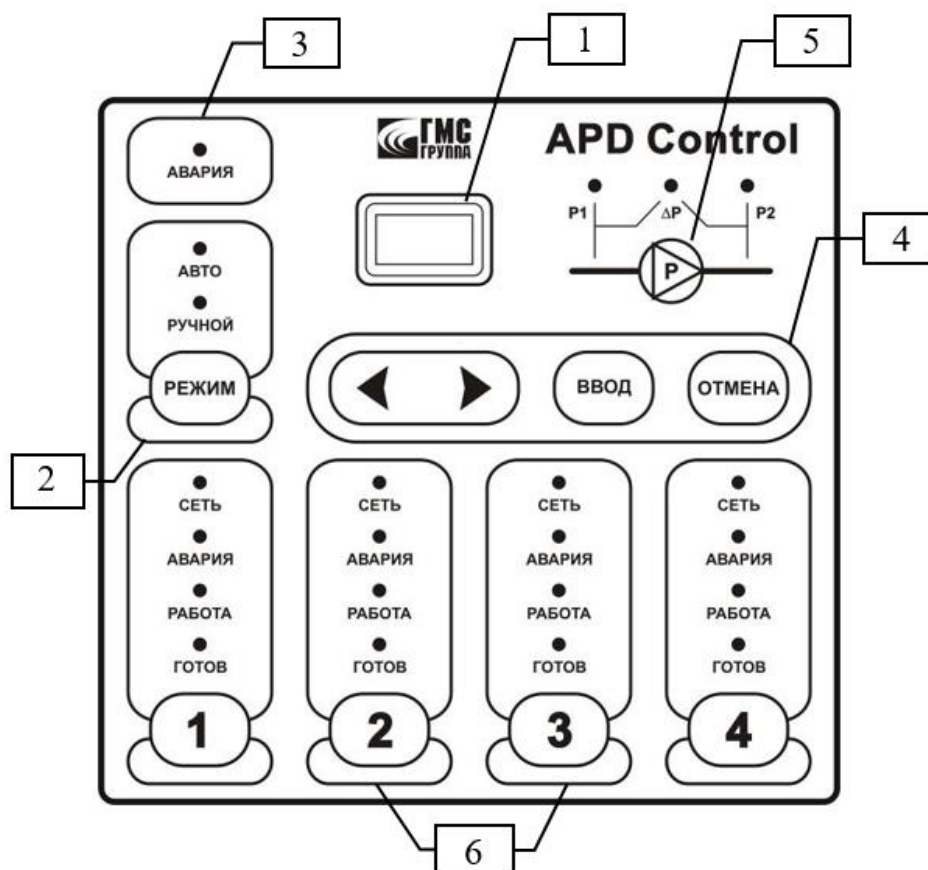 3
1
5
ГМС
ГРУППА
APD Control
АВАРИЯ
P1 ΔP P2
4
АВТО
P
РУЧНОЙ
РЕЖИМ
ВВОД
ОТМЕНА
2
СЕТЬ
АВАРИЯ
РАБОТА
ГОТОВ
1
СЕТЬ
АВАРИЯ
РАБОТА
ГОТОВ
2
СЕТЬ
АВАРИЯ
РАБОТА
ГОТОВ
3
СЕТЬ
АВАРИЯ
РАБОТА
ГОТОВ
4
6